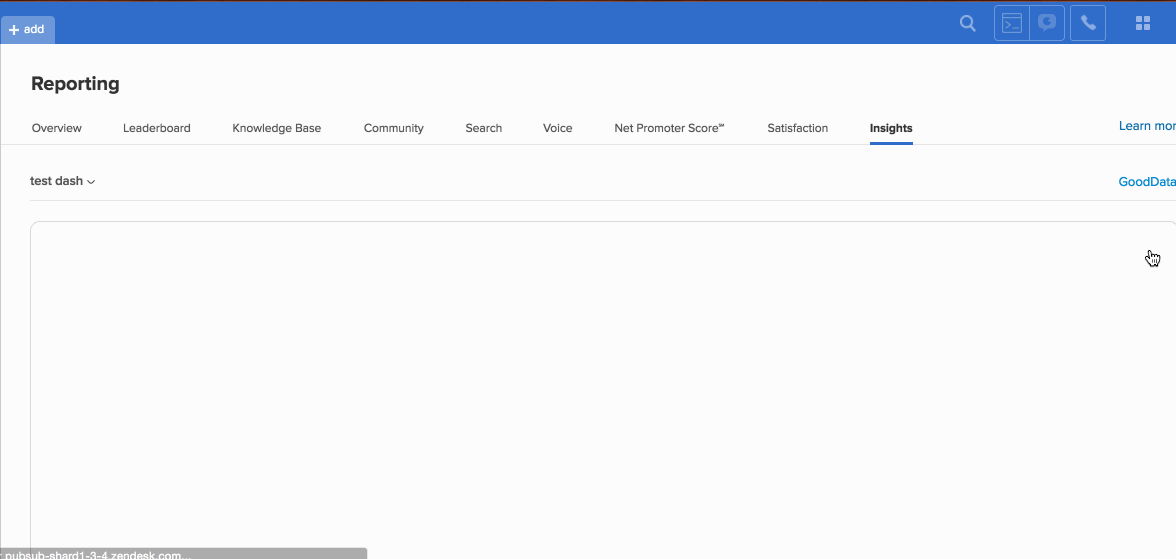 + add
Reporting
Overview Leaderboard Knowledge Base Community Search Voice Net Promoter Score℠ Satisfaction Insights Learn mor
test dash GoodData
pubsub-shard1-3-4.zendesk.com...